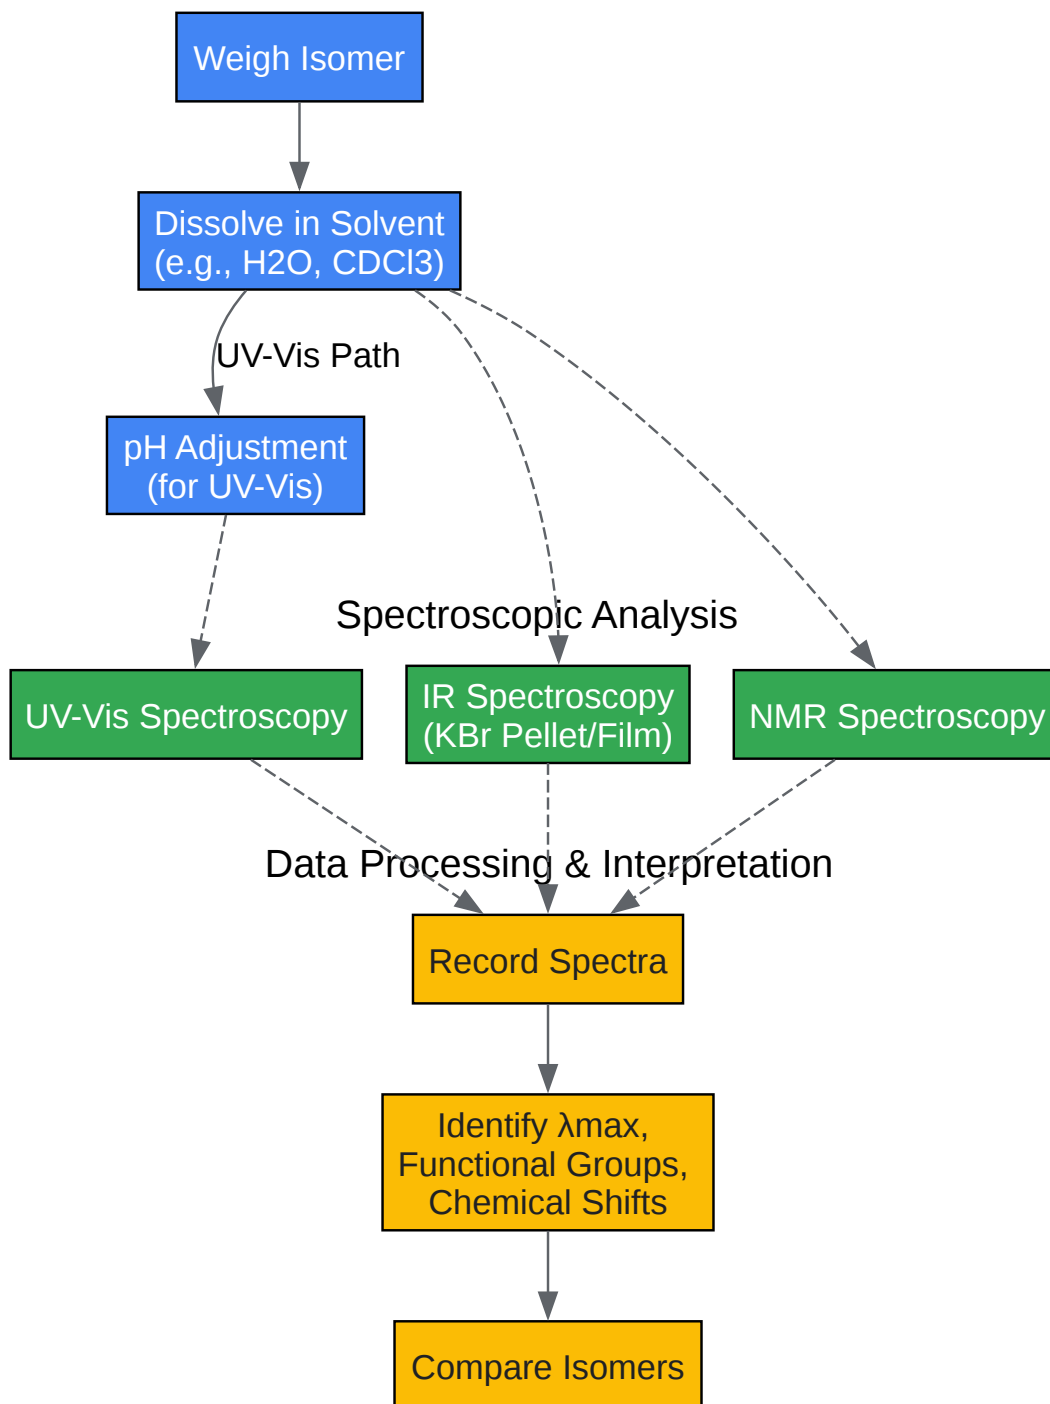 Weigh Isomer
Dissolve in Solvent
(e.g., H2O, CDCl3)
UV-Vis Path
pH Adjustment
(for UV-Vis)
Spectroscopic Analysis
UV-Vis Spectroscopy
IR Spectroscopy
(KBr Pellet/Film)
NMR Spectroscopy
Data Processing & Interpretation
Record Spectra
Identify λmax,
Functional Groups,
Chemical Shifts
Compare Isomers